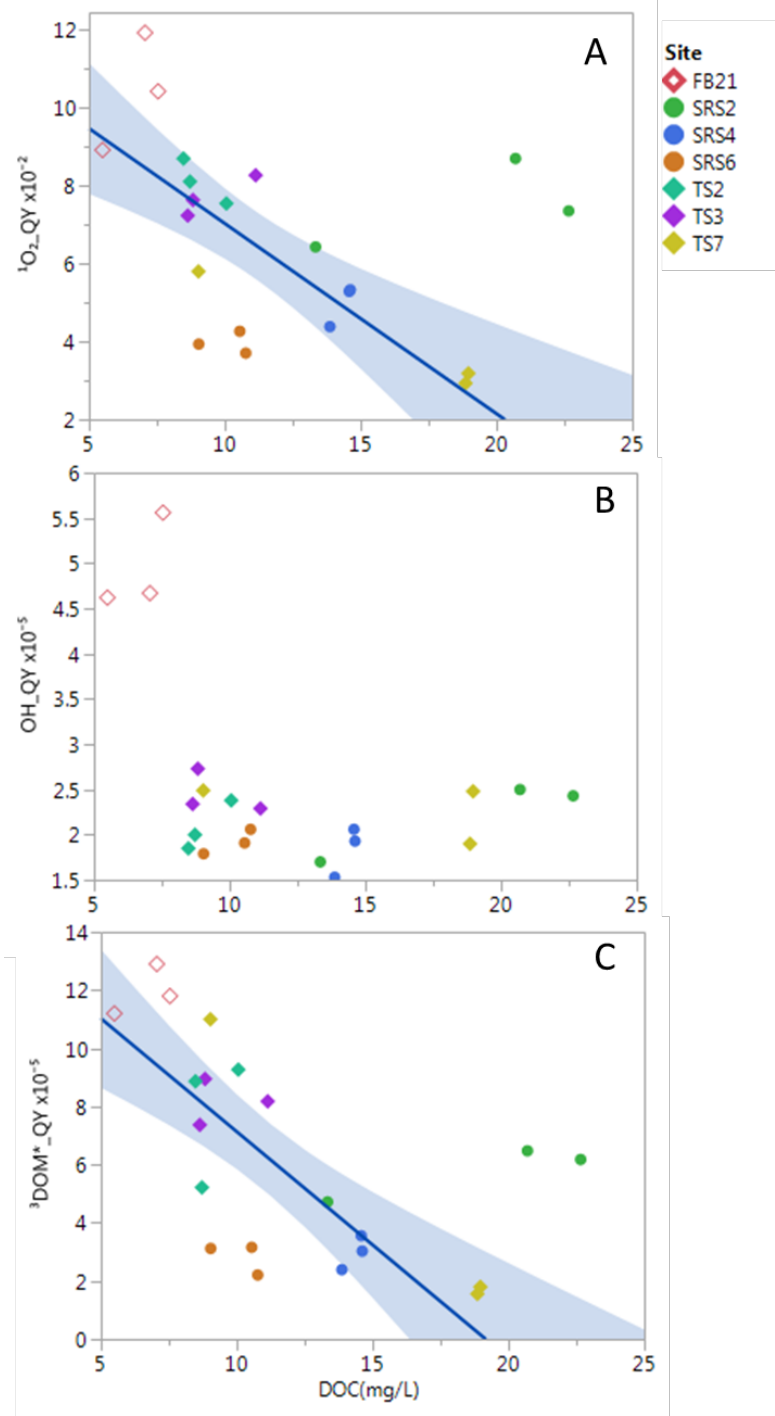 A
12
10
8
6
4
2
5
10
15
20
25
¹O₂_QY x10⁻²
Site
FB21
SRS2
SRS4
SRS6
TS2
TS3
TS7
B
6
5.5
5
4.5
4
3.5
3
2.5
2
1.5
5
10
15
20
25
OH_QY x10⁻⁵
C
14
12
10
8
6
4
2
0
5
10
15
20
25
³DOM*_QY x10⁻⁵
DOC(mg/L)